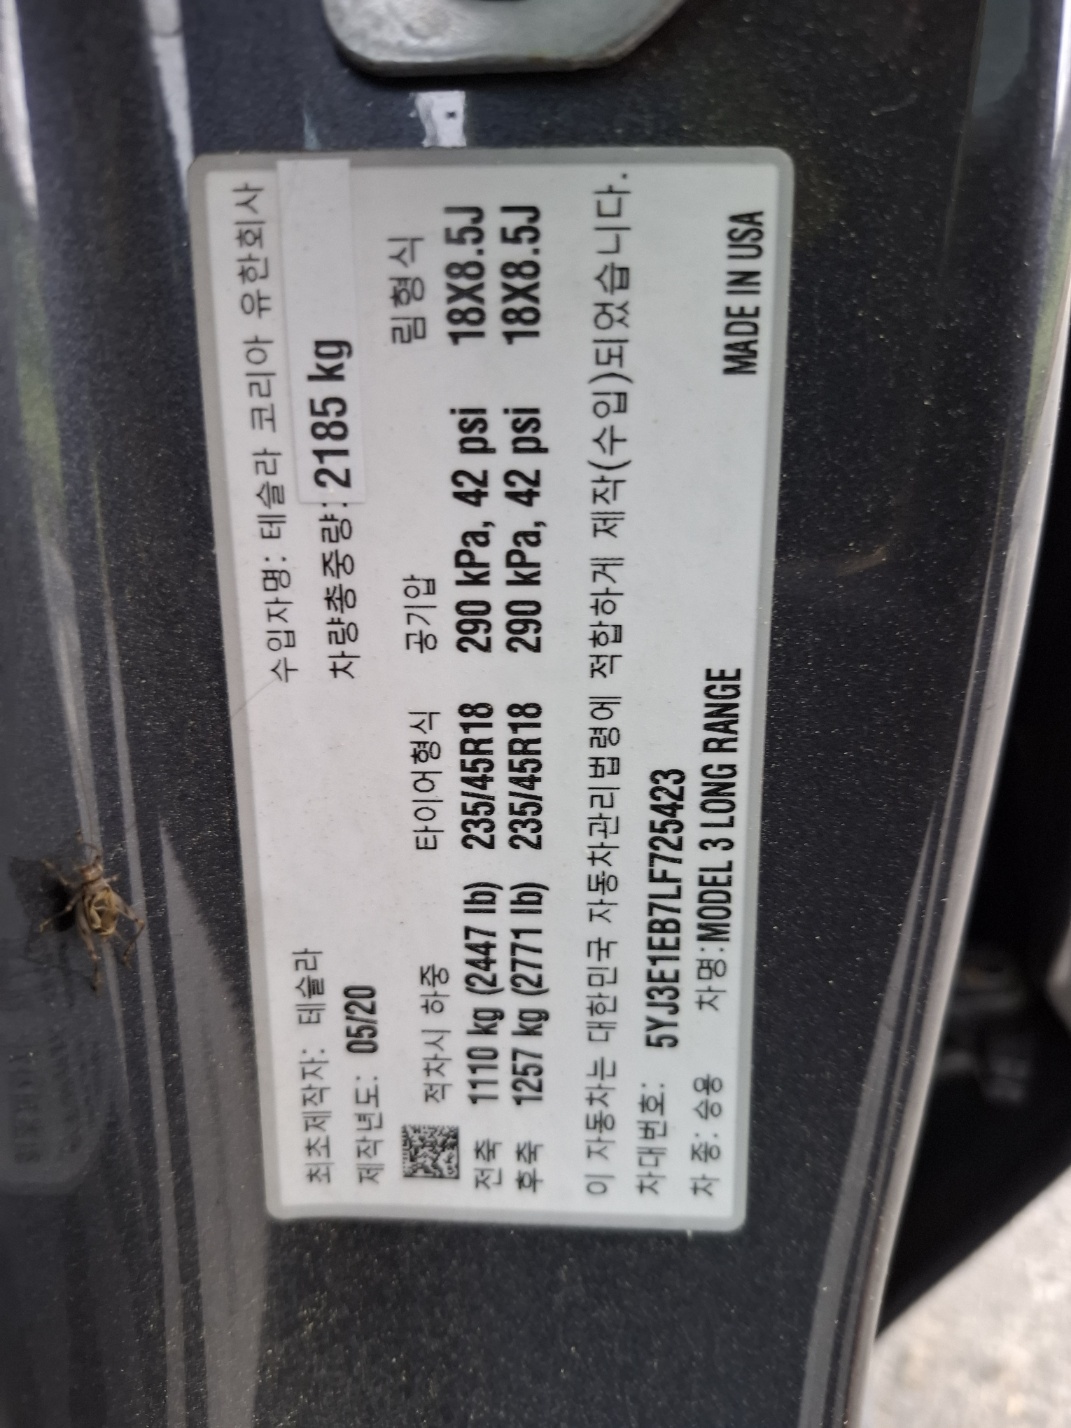 최초제작자: 테슬라 수입자명: 테슬라 코리아 유한회사
제작년도: 05/20 차량총중량: 2185 kg
적차시 하중 타이어형식 공기압 림형식
전축 1110 kg (2447 lb) 235/45R18 290 kPa, 42 psi 18X8.5J
후축 1257 kg (2771 lb) 235/45R18 290 kPa, 42 psi 18X8.5J
이 자동차는 대한민국 자동차관리법령에 적합하게 제작(수입)되었습니다.
차대번호: 5YJ3E1EB7LF725423
차 종: 승용 차명:MODEL 3 LONG RANGE MADE IN USA